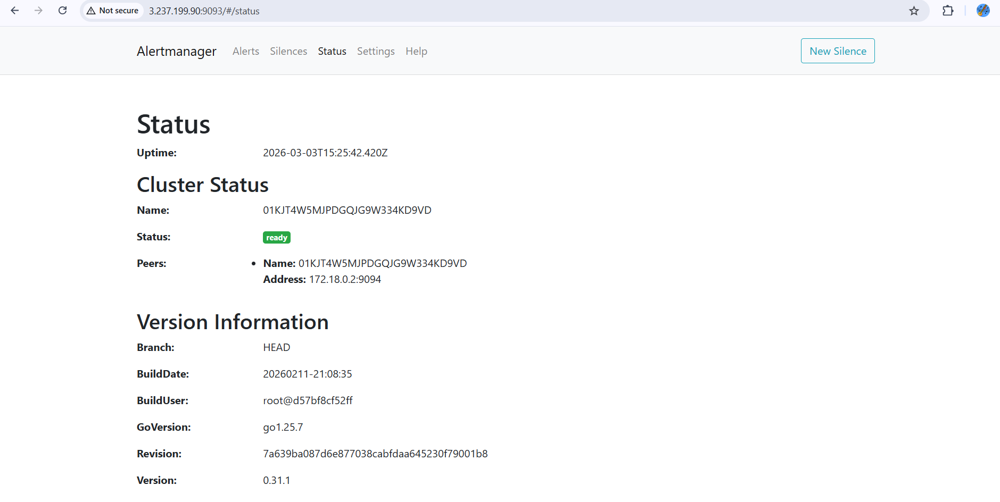 Not secure 3.237.199.90:9093/#/status
Alertmanager Alerts Silences Status Settings Help New Silence
Status
Uptime: 2026-03-03T15:25:42.420Z
Cluster Status
Name: 01KJT4W5MJPDGQJG9W334KD9VD
Status: ready
Peers: • Name: 01KJT4W5MJPDGQJG9W334KD9VD
Address: 172.18.0.2:9094
Version Information
Branch: HEAD
BuildDate: 20260211-21:08:35
BuildUser: root@d57bf8cf52ff
GoVersion: go1.25.7
Revision: 7a639ba087d6e877038cabfdaa645230f79001b8
Version: 0.31.1